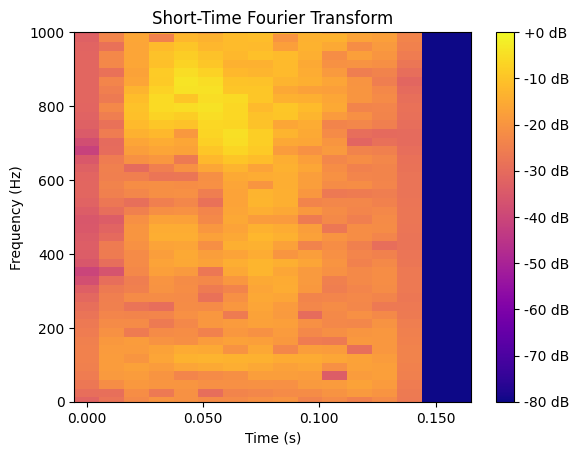 Short-Time Fourier Transform
Frequency (Hz)
1000
800
600
400
200
0
0.000
0.050
0.100
0.150
Time (s)
+0 dB
-10 dB
-20 dB
-30 dB
-40 dB
-50 dB
-60 dB
-70 dB
-80 dB